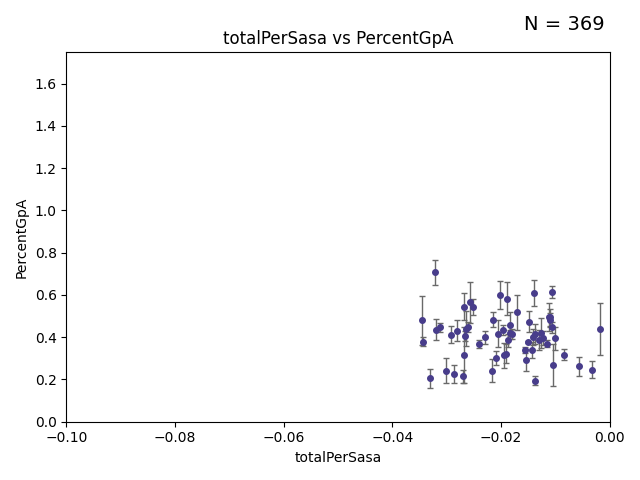 N = 369
totalPerSasa vs PercentGpA
PercentGpA
1.6
1.4
1.2
1.0
0.8
0.6
0.4
0.2
0.0
−0.10 −0.08 −0.06 −0.04 −0.02 0.00
totalPerSasa